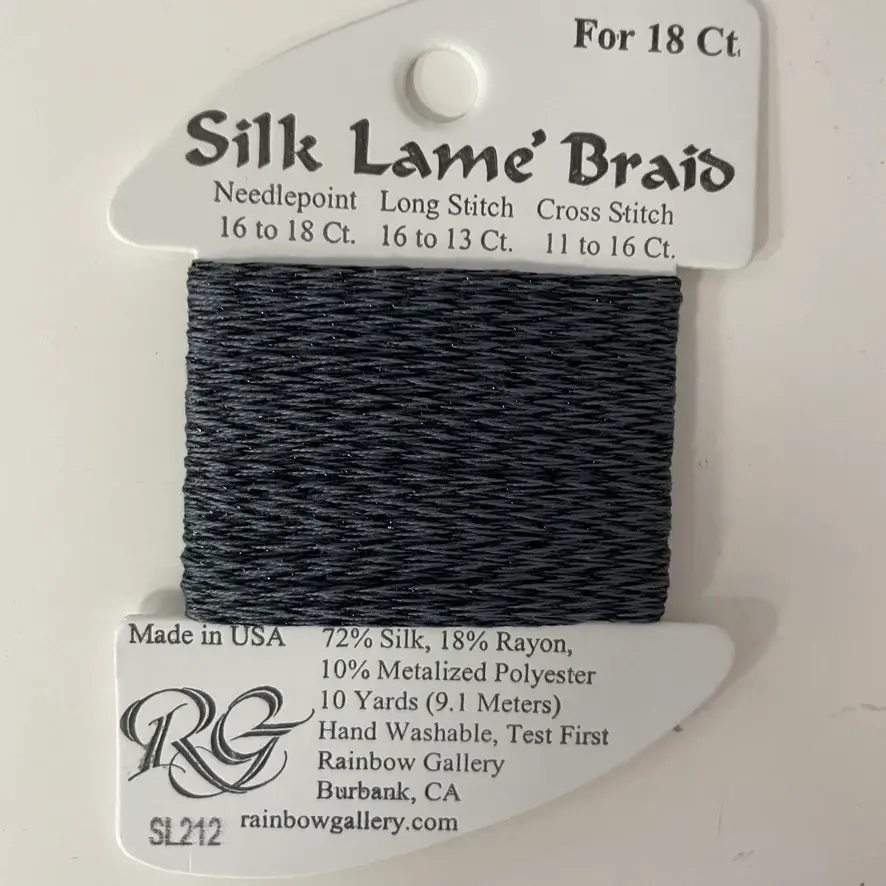 For 18 Ct.
Silk Lamé Braid
Needlepoint Long Stitch Cross Stitch
16 to 18 Ct. 16 to 13 Ct. 11 to 16 Ct.
Made in USA 72% Silk, 18% Rayon,
10% Metalized Polyester
10 Yards (9.1 Meters)
Hand Washable, Test First
Rainbow Gallery
Burbank, CA
RG
SL212 rainbowgallery.com